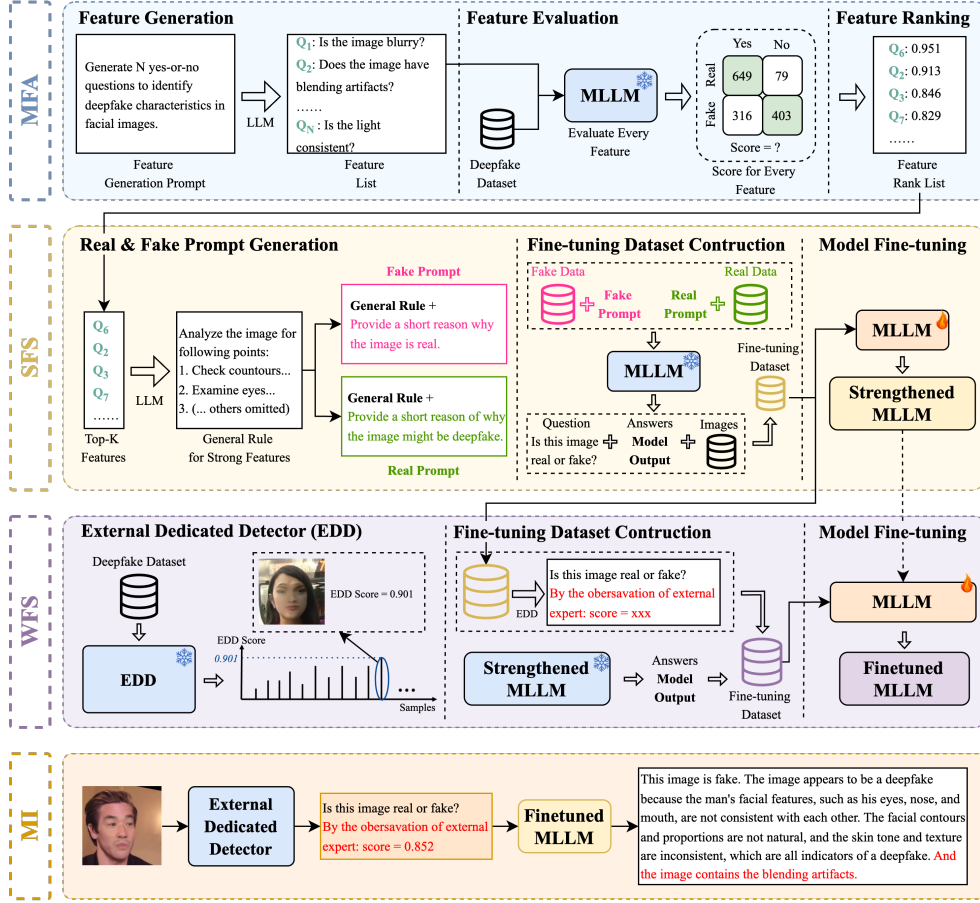 MFA
Feature Generation
Generate N yes-or-no
questions to identify
deepfake characteristics in
facial images.
Feature
Generation Prompt
LLM
Q1: Is the image blurry?
Q2: Does the image have
blending artifacts?
......
QN : Is the light
consistent?
Feature
List
Feature Evaluation
Deepfake
Dataset
MLLM
Evaluate Every
Feature
Yes No
Real 649 79
Fake 316 403
Score = ?
Score for Every
Feature
Feature Ranking
Q6: 0.951
Q2: 0.913
Q3: 0.846
Q7: 0.829
......
Feature
Rank List
SFS
Real & Fake Prompt Generation
Q6
Q2
Q3
Q7
......
Top-K
Features
LLM
Analyze the image for
following points:
1. Check countours...
2. Examine eyes...
3. (... others omitted)
General Rule
for Strong Features
Fake Prompt
General Rule +
Provide a short reason why
the image is real.
General Rule +
Provide a short reason of why
the image might be deepfake.
Real Prompt
Fine-tuning Dataset Contruction
Fake Data
Fake
Prompt
Real Data
Real
Prompt
MLLM
Question
Is this image
real or fake?
Answers
Model
Output
Images
Fine-tuning
Dataset
Model Fine-tuning
MLLM
Strengthened
MLLM
WFS
External Dedicated Detector (EDD)
Deepfake Dataset
EDD
EDD Score = 0.901
EDD Score
0.901
...
Samples
Fine-tuning Dataset Contruction
EDD
Is this image real or fake?
By the obersavation of external
expert: score = xxx
Strengthened
MLLM
Answers
Model
Output
Fine-tuning
Dataset
Model Fine-tuning
MLLM
Finetuned
MLLM
MI
External
Dedicated
Detector
Is this image real or fake?
By the obersavation of external
expert: score = 0.852
Finetuned
MLLM
This image is fake. The image appears to be a deepfake
because the man's facial features, such as his eyes, nose, and
mouth, are not consistent with each other. The facial contours
and proportions are not natural, and the skin tone and texture
are inconsistent, which are all indicators of a deepfake. And
the image contains the blending artifacts.